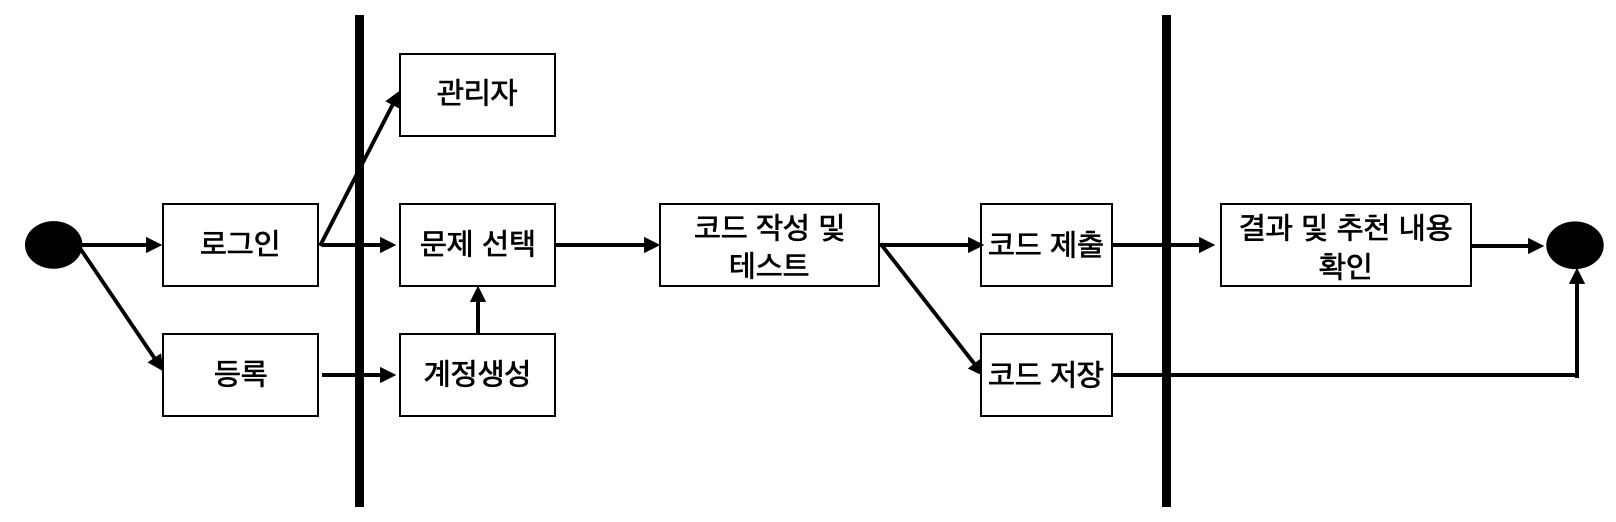 관리자
로그인
문제 선택
코드 작성 및
테스트
코드 제출
결과 및 추천 내용
확인
등록
계정생성
코드 저장